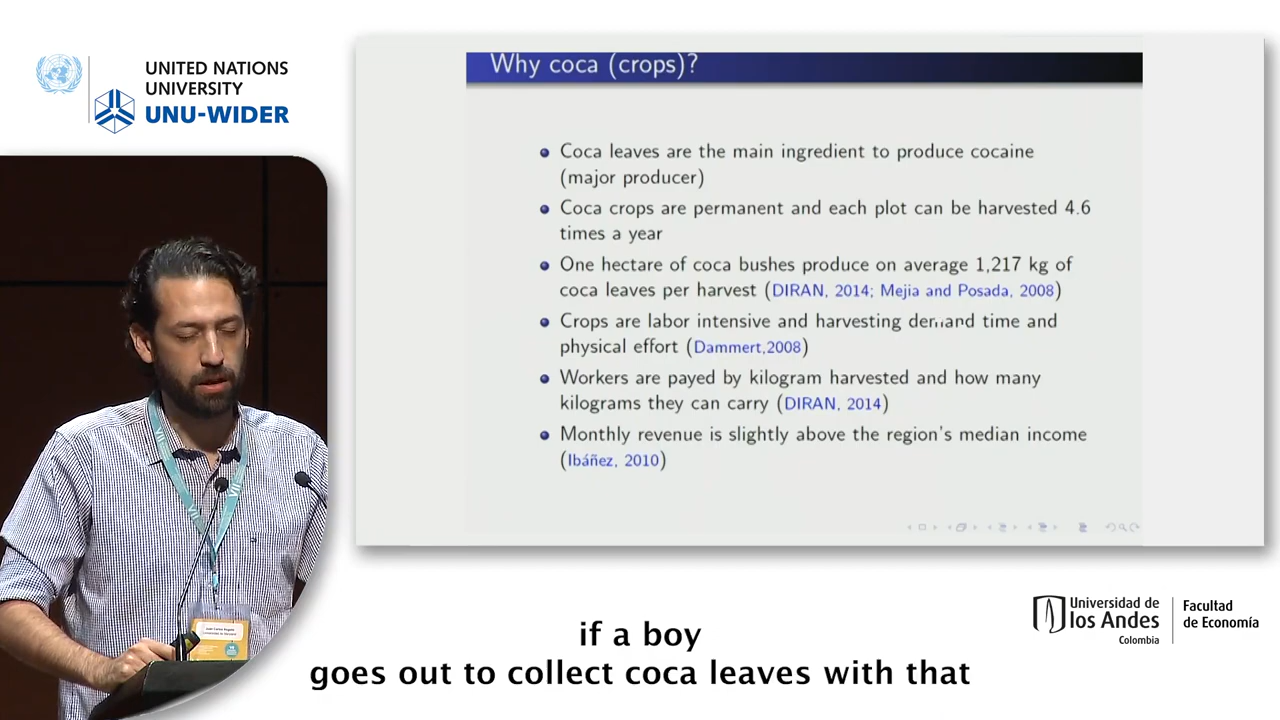 UNITED NATIONS
UNIVERSITY
UNU-WIDER
Why coca (crops)?
Coca leaves are the main ingredient to produce cocaine
(major producer)
Coca crops are permanent and each plot can be harvested 4.6
times a year
One hectare of coca bushes produce on average 1,217 kg of
coca leaves per harvest (DIRAN, 2014; Mejia and Posada, 2008)
Crops are labor intensive and harvesting demand time and
physical effort (Dammert,2008)
Workers are payed by kilogram harvested and how many
kilograms they can carry (DIRAN, 2014)
Monthly revenue is slightly above the region's median income
(Ibáñez, 2010)
VII
VII
Universidad de
los Andes
Colombia
Facultad
de Economía
if a boy
goes out to collect coca leaves with that